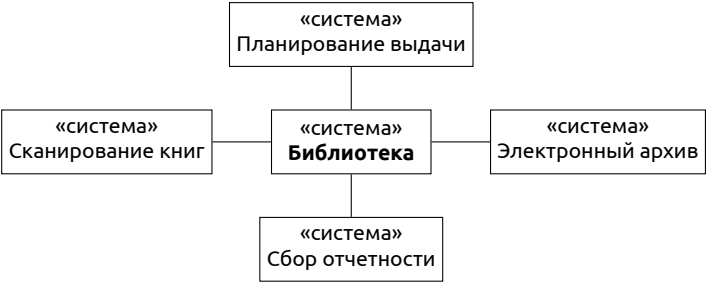 «система»
Планирование выдачи
«система»
Сканирование книг
«система»
Библиотека
«система»
Электронный архив
«система»
Сбор отчетности